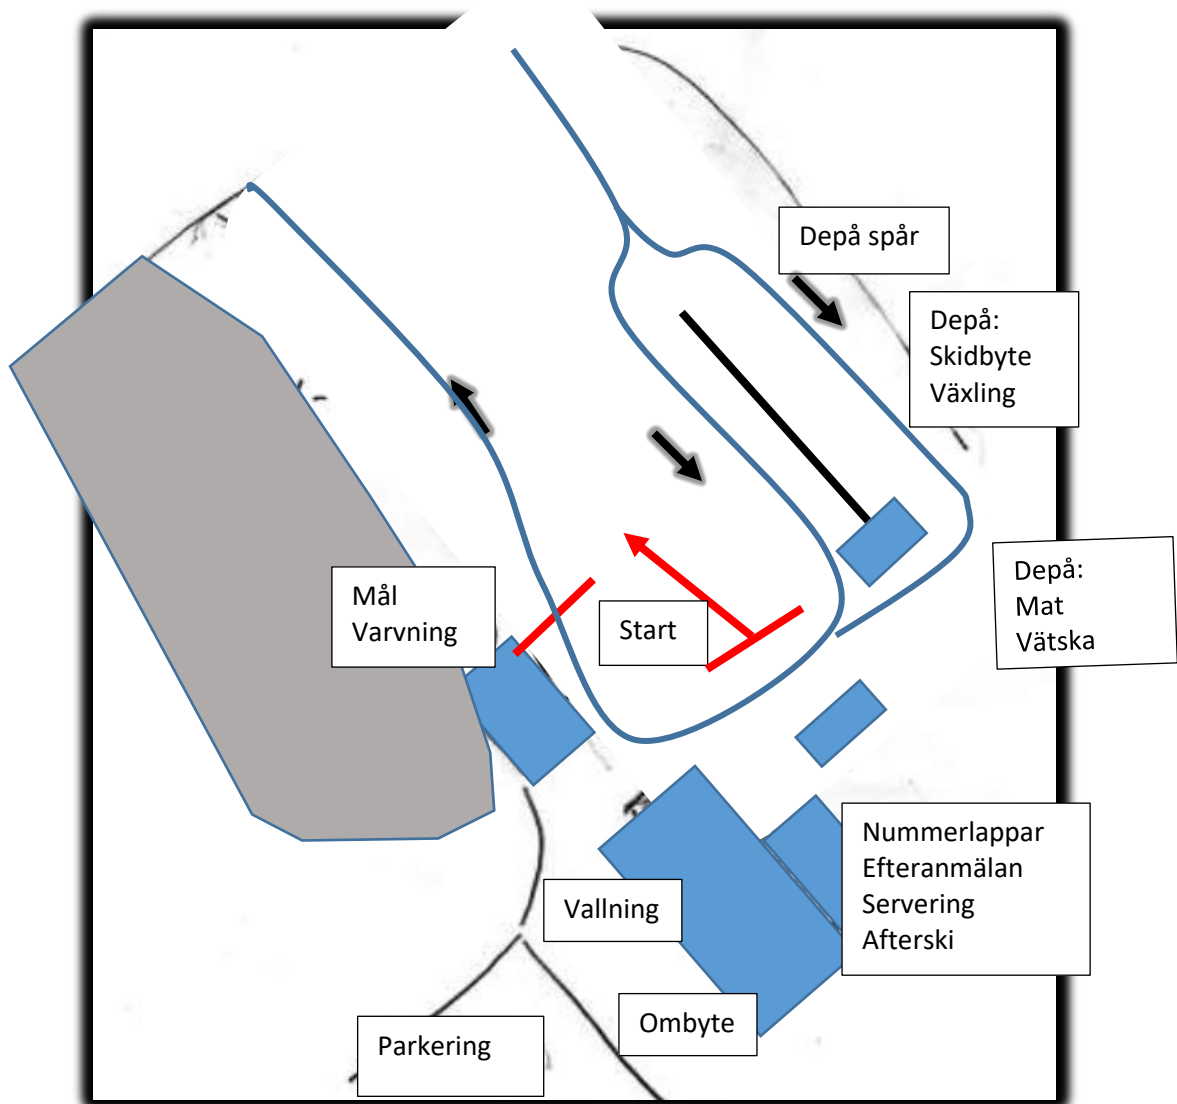 Depå spår
Depå:
Skidbyte
Växling
Mål
Varvning
Start
Depå:
Mat
Vätska
Nummerlappar
Efteranmälan
Servering
Afterski
Vallning
Ombyte
Parkering